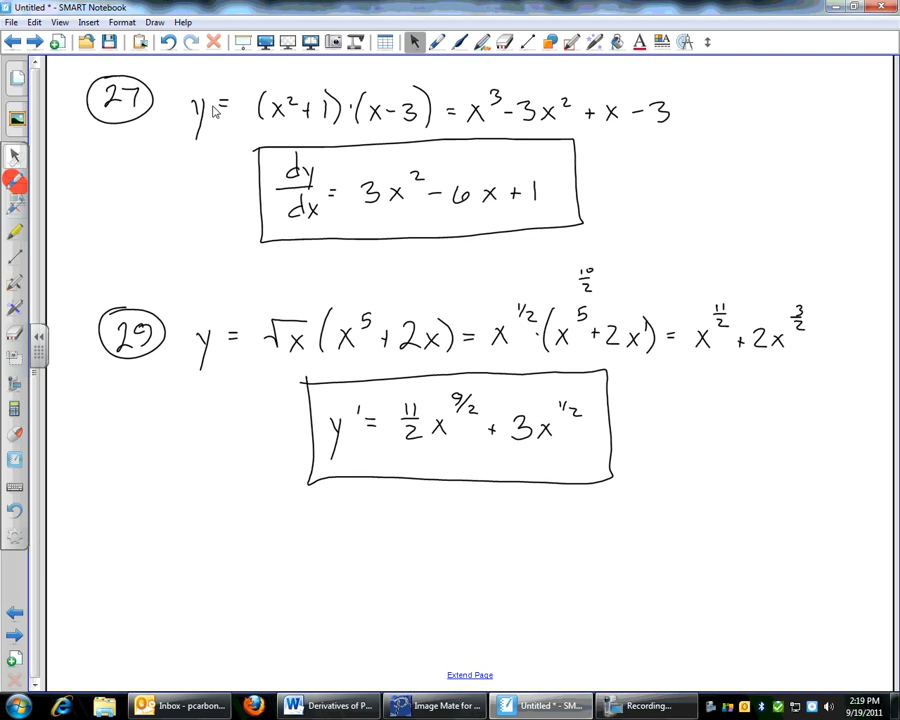 Untitled * - SMART Notebook
File Edit View Insert Format Draw Help
27 y = (x²+1)·(x-3) = x³-3x²+x-3
dy/dx = 3x²-6x+1
10/2
29 y = √x(x⁵+2x) = x^1/2·(x⁵+2x¹) = x^11/2+2x^3/2
y' = 11/2 x^9/2 + 3x^1/2
Extend Page
Inbox - pcarbon... Derivatives of P... Image Mate for ... Untitled * - SM... Recording...
2:19 PM
9/19/2011